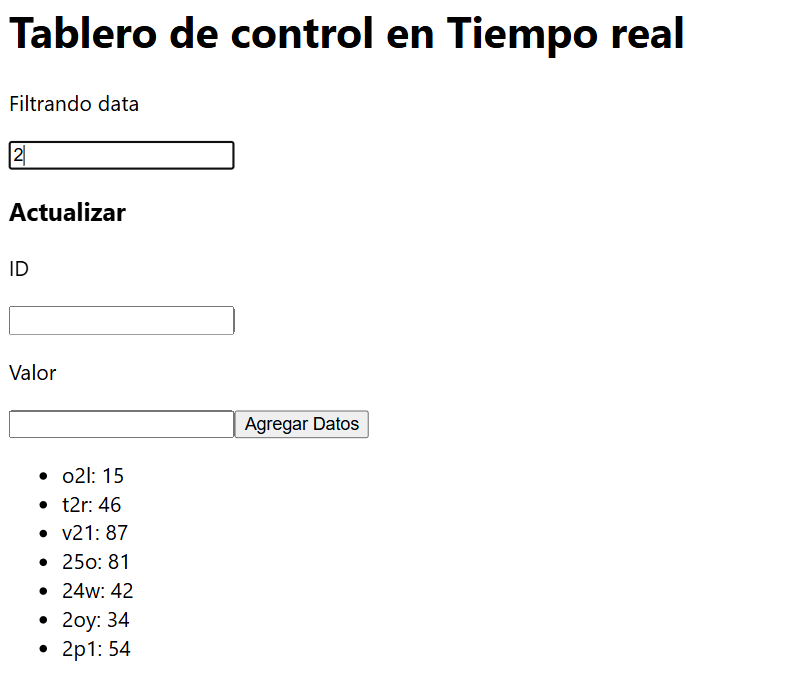 Tablero de control en Tiempo real
Filtrando data
2
Actualizar
ID
Valor
Agregar Datos
o2l: 15
t2r: 46
v21: 87
25o: 81
24w: 42
2oy: 34
2p1: 54